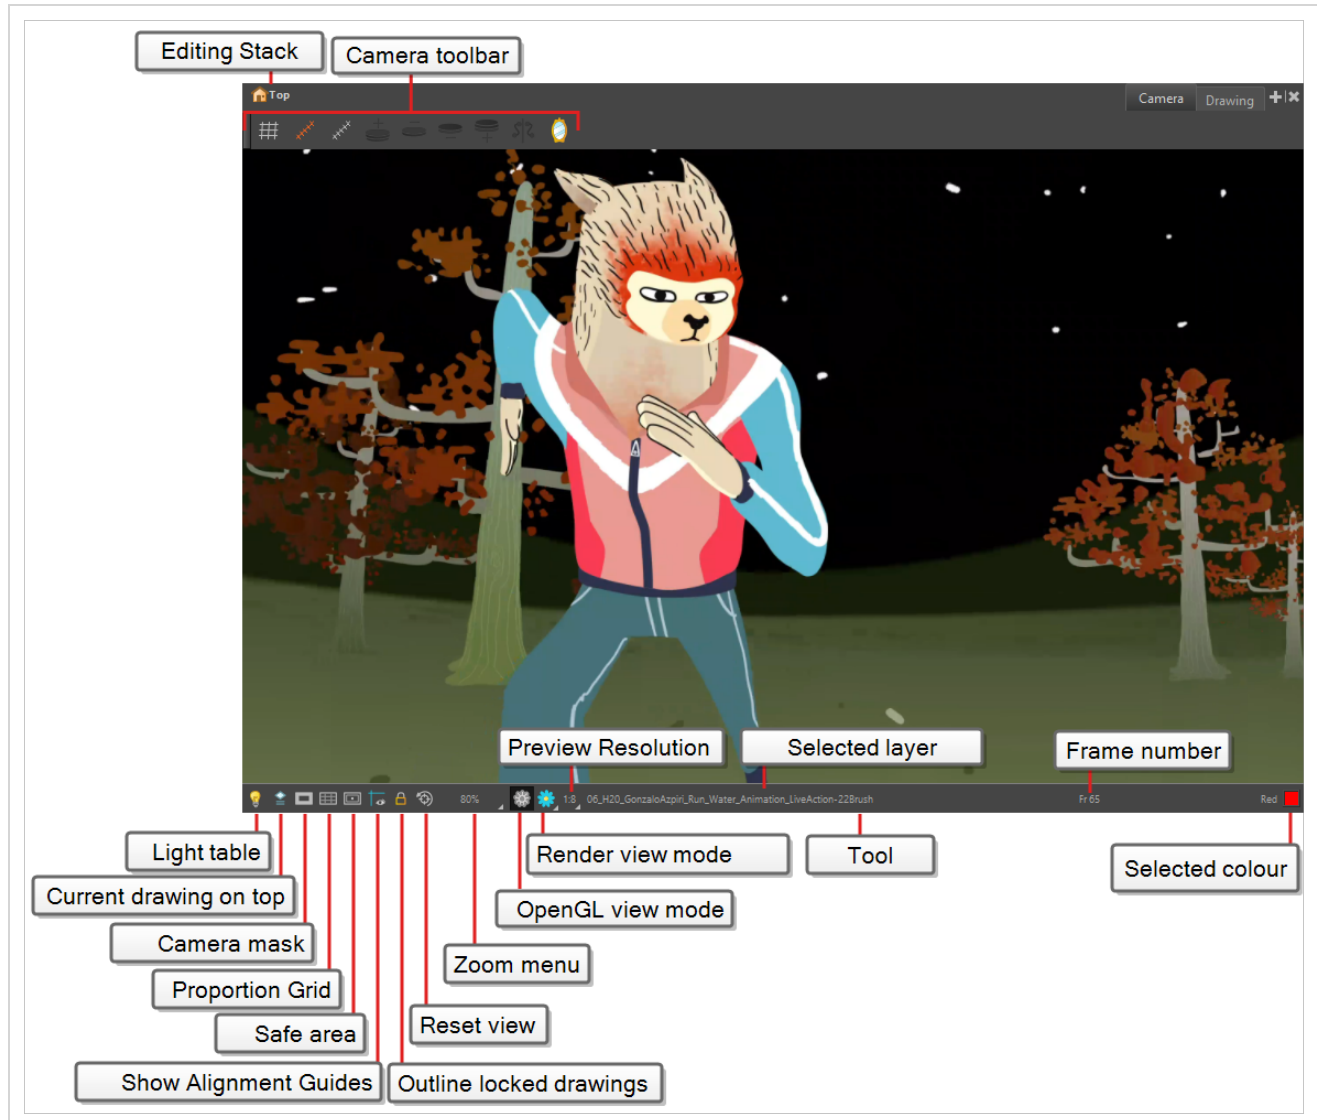 Editing Stack
Camera toolbar
Top
Camera
Drawing
Preview Resolution
Selected layer
Frame number
80%
1:8
06_H20_GonzaloAzpiri_Run_Water_Animation_LiveAction-22Brush
Fr 65
Red
Light table
Render view mode
Tool
Selected colour
Current drawing on top
OpenGL view mode
Camera mask
Zoom menu
Proportion Grid
Safe area
Reset view
Show Alignment Guides
Outline locked drawings